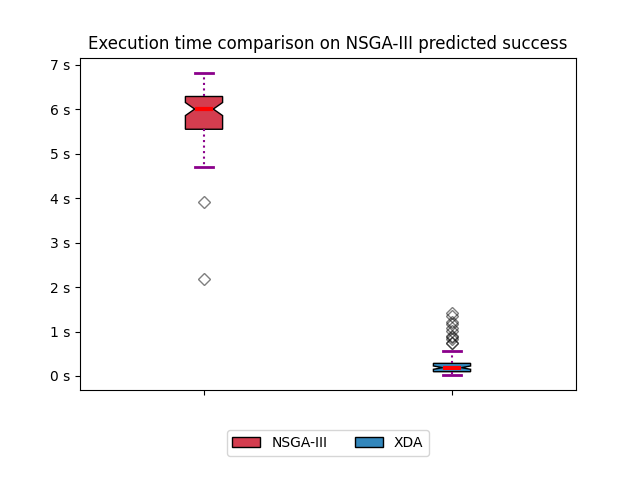 Execution time comparison on NSGA-III predicted success
7 s
6 s
5 s
4 s
3 s
2 s
1 s
0 s
NSGA-III
XDA